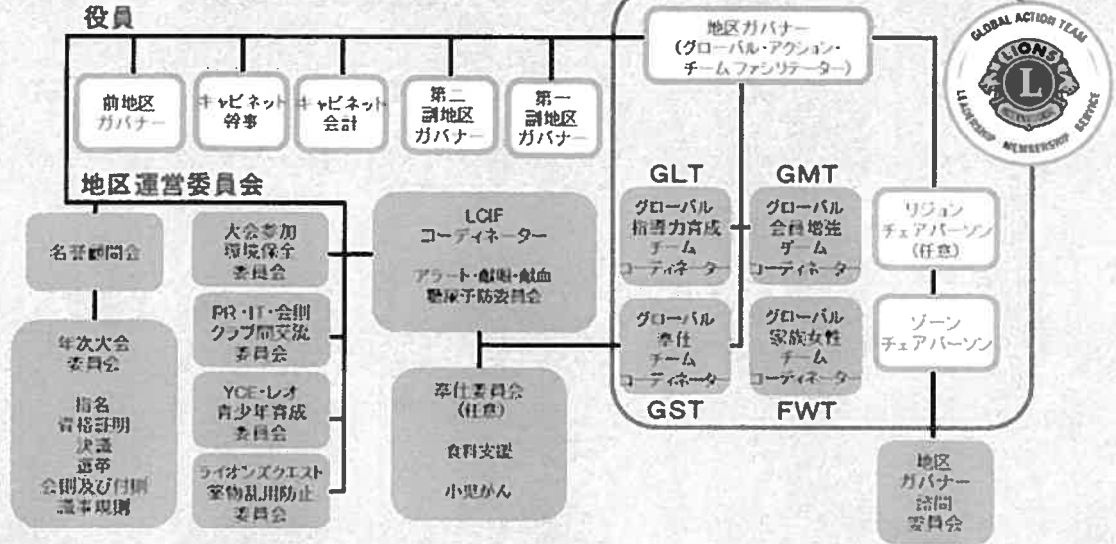 役員
地区ガバナー
(グローバル・アクション・
チームファシリテーター)
GLOBAL ACTION TEAM
LIONS
L
INTERNATIONAL
LEADERSHIP・MEMBERSHIP・SERVICE
前地区
ガバナー
キャビネット
幹事
キャビネット
会計
第二
副地区
ガバナー
第一
副地区
ガバナー
地区運営委員会
名誉顧問会
年次大会
委員会
指名
資格証明
決議
選挙
会則及び付則
議事規則
大会参加
環境保全
委員会
PR・IT・会則
クラブ間交流
委員会
YCE・レオ
青少年育成
委員会
ライオンズクエスト
薬物乱用防止
委員会
LCIF
コーディネーター
アラート・献眼・献血
糖尿予防委員会
奉仕委員会
(任意)
食料支援
小児がん
GLT
グローバル
指導力育成
チーム
コーディネーター
GMT
グローバル
会員増強
チーム
コーディネーター
グローバル
奉仕
チーム
コーディネーター
GST
グローバル
家族女性
チーム
コーディネーター
FWT
リジョン
チェアパーソン
(任意)
ゾーン
チェアパーソン
地区
ガバナー
諮問
委員会